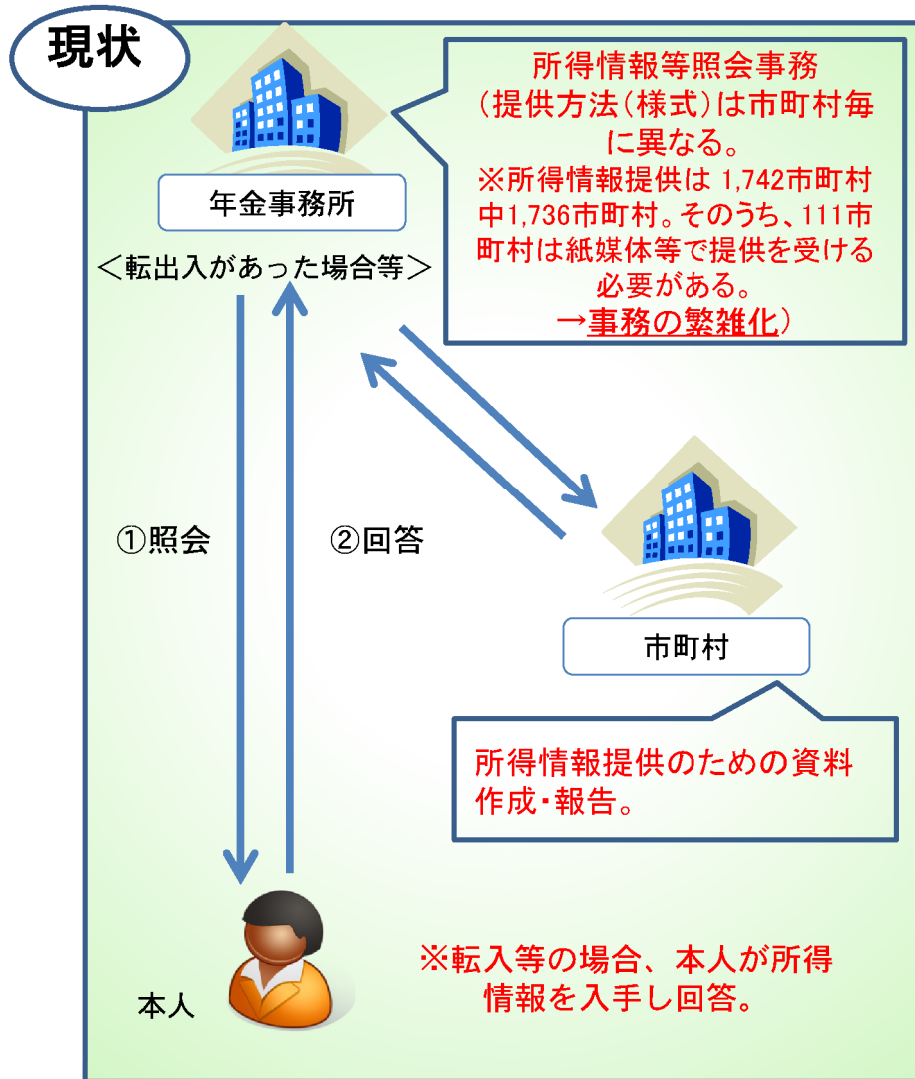 現状
所得情報等照会事務
（提供方法（様式）は市町村毎
に異なる。
※所得情報提供は 1,742市町村
中1,736市町村。そのうち、111市
町村は紙媒体等で提供を受ける
必要がある。
→事務の繁雑化）
年金事務所
＜転出入があった場合等＞
①照会
②回答
市町村
所得情報提供のための資料
作成・報告。
本人
※転入等の場合、本人が所得
情報を入手し回答。